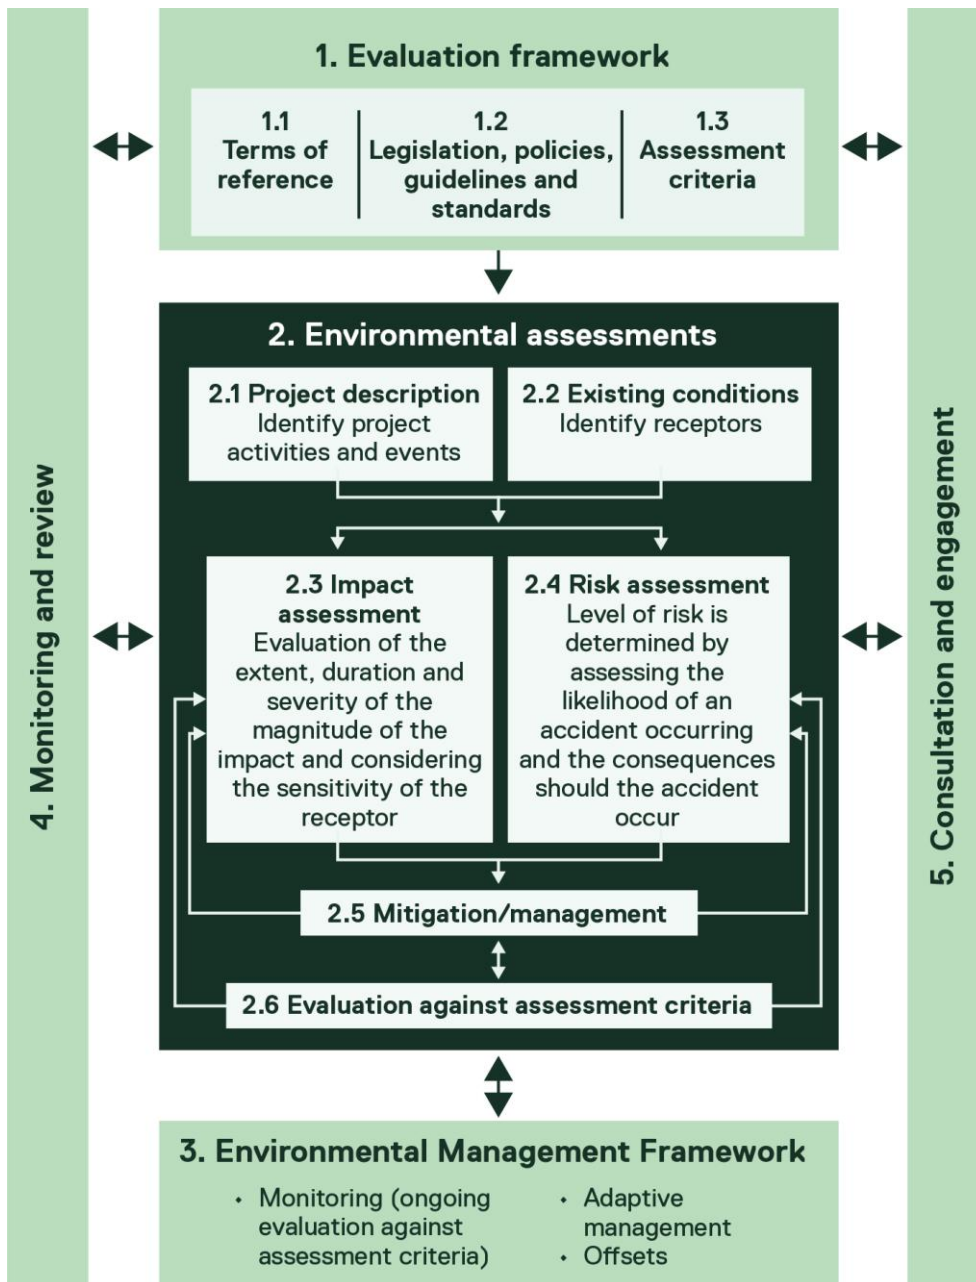 1. Evaluation framework
1.1
Terms of
reference
1.2
Legislation, policies,
guidelines and
standards
1.3
Assessment
criteria
2. Environmental assessments
2.1 Project description
Identify project
activities and events
2.2 Existing conditions
Identify receptors
2.3 Impact
assessment
Evaluation of the
extent, duration and
severity of the
magnitude of the
impact and considering
the sensitivity of the
receptor
2.4 Risk assessment
Level of risk is
determined by
assessing the
likelihood of an
accident occurring
and the consequences
should the accident
occur
2.5 Mitigation/management
2.6 Evaluation against assessment criteria
3. Environmental Management Framework
• Monitoring (ongoing
evaluation against
assessment criteria)
• Adaptive
management
• Offsets
4. Monitoring and review
5. Consultation and engagement